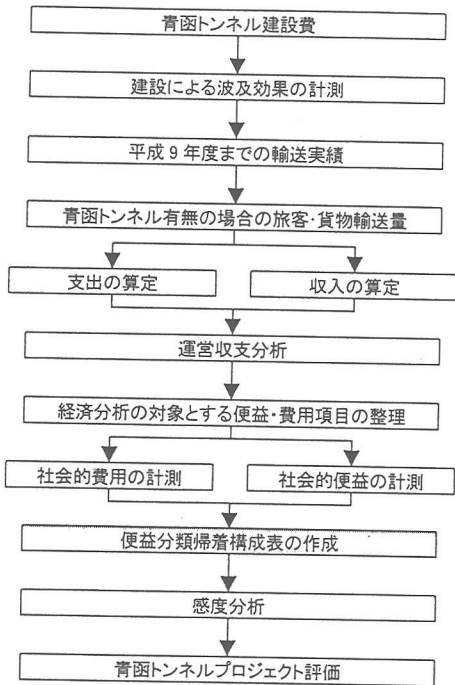 青函トンネル建設費
建設による波及効果の計測
平成9年度までの輸送実績
青函トンネル有無の場合の旅客・貨物輸送量
支出の算定
収入の算定
運営収支分析
経済分析の対象とする便益・費用項目の整理
社会的費用の計測
社会的便益の計測
便益分類帰着構成表の作成
感度分析
青函トンネルプロジェクト評価